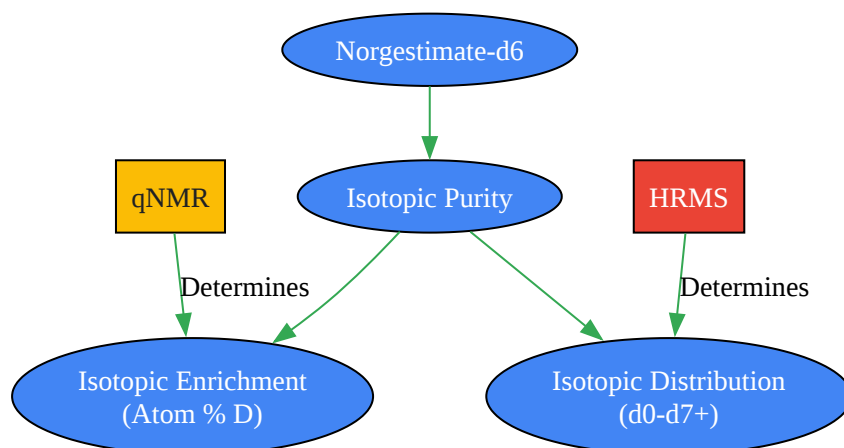 Norgestimate-d6
qNMR
Isotopic Purity
HRMS
Determines
Determines
Isotopic Enrichment
(Atom % D)
Isotopic Distribution
(d0-d7+)